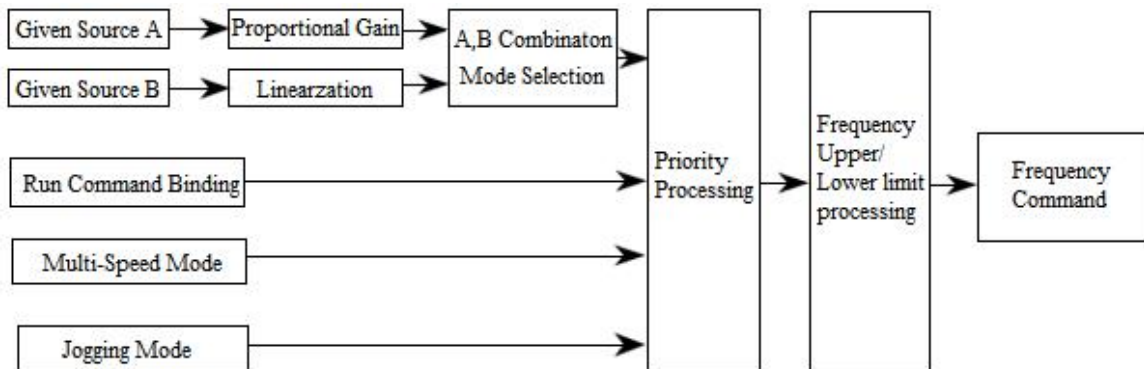 Given Source A
Proportional Gain
A,B Combinaton
Mode Selection
Given Source B
Linearzation
Run Command Binding
Multi-Speed Mode
Jogging Mode
Priority
Processing
Frequency
Upper/
Lower limit
processing
Frequency
Command